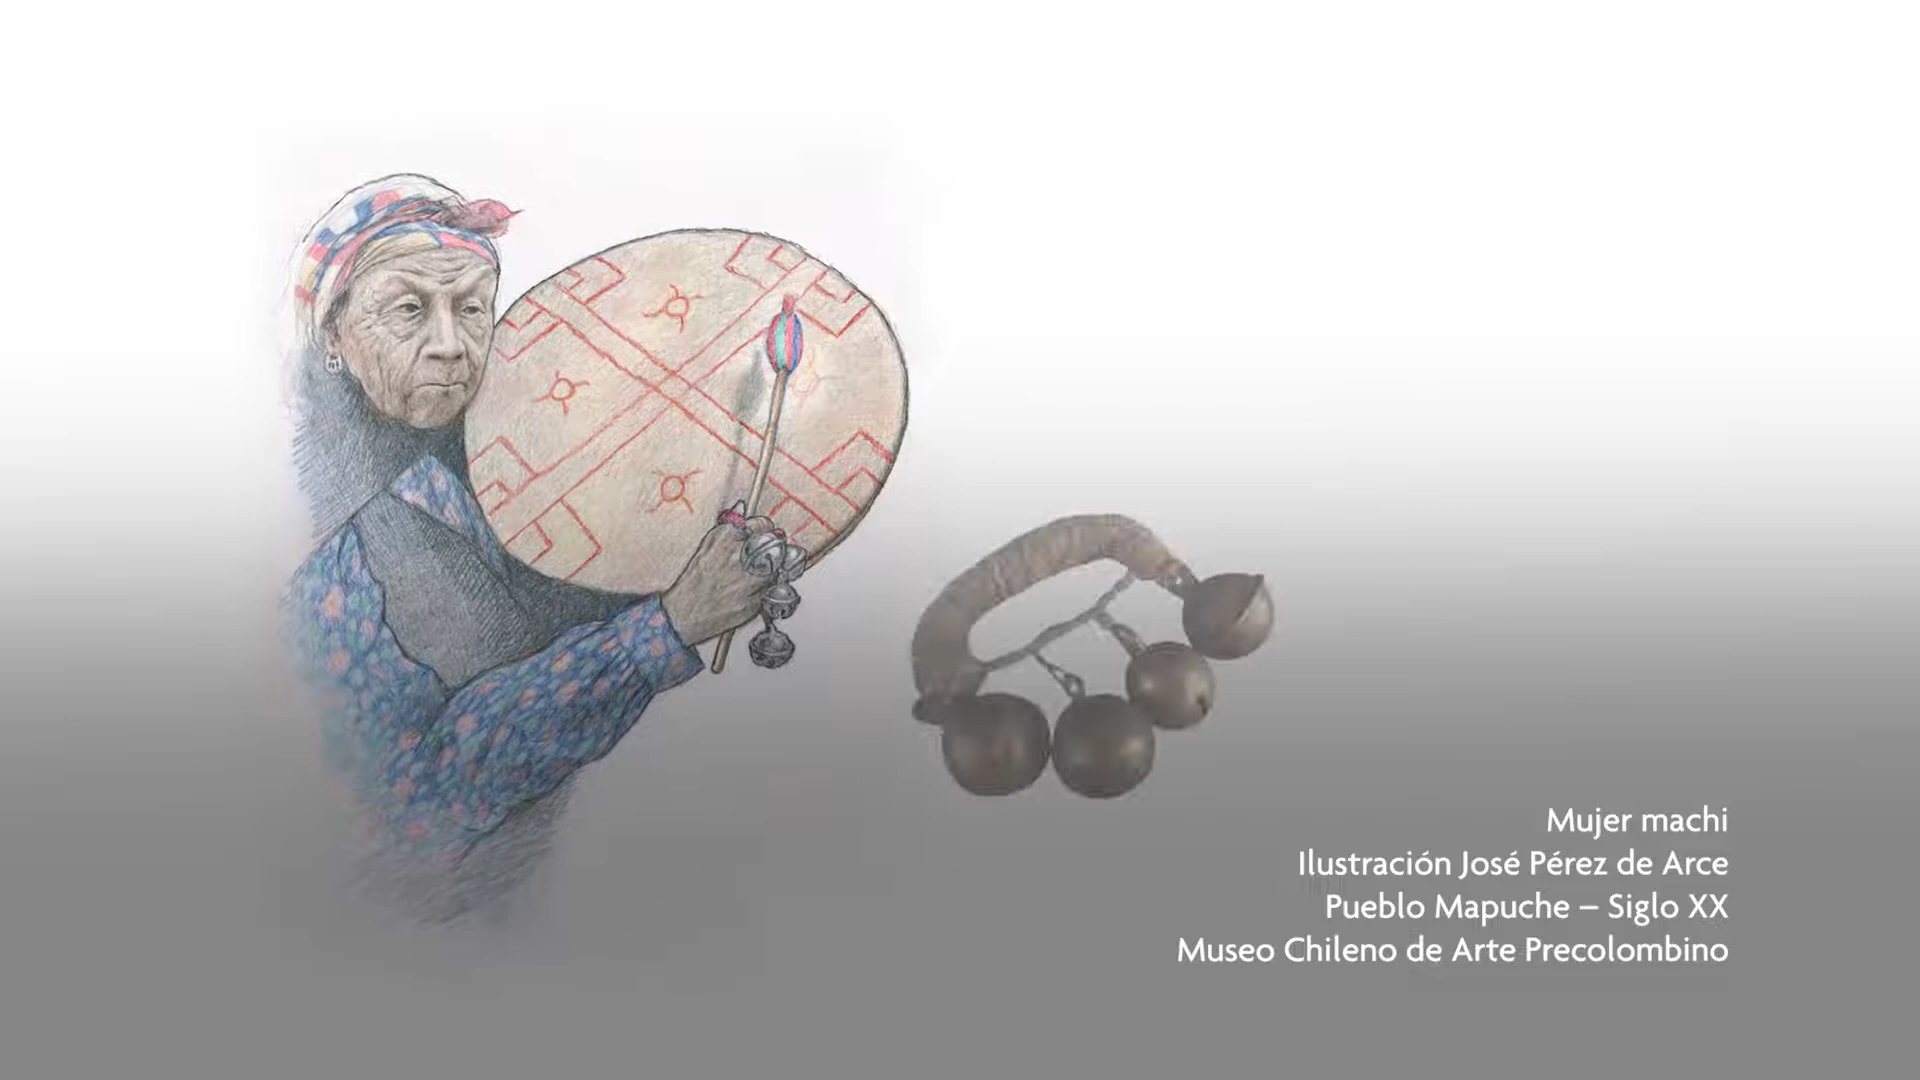 Mujer machi
Ilustración José Pérez de Arce
Pueblo Mapuche – Siglo XX
Museo Chileno de Arte Precolombino